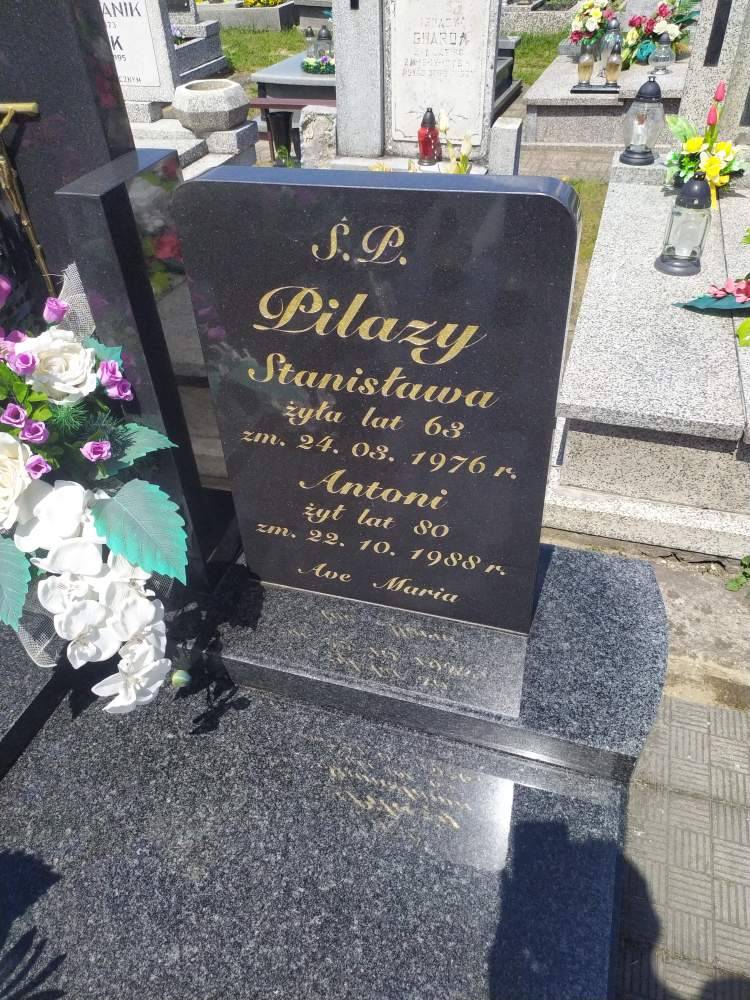 ANIK
K
Ś.P.
Pilazy
Stanisława
żyła lat 63
zm. 24. 03. 1976 r.
Antoni
żył lat 80
zm. 22. 10. 1988 r.
Ave Maria